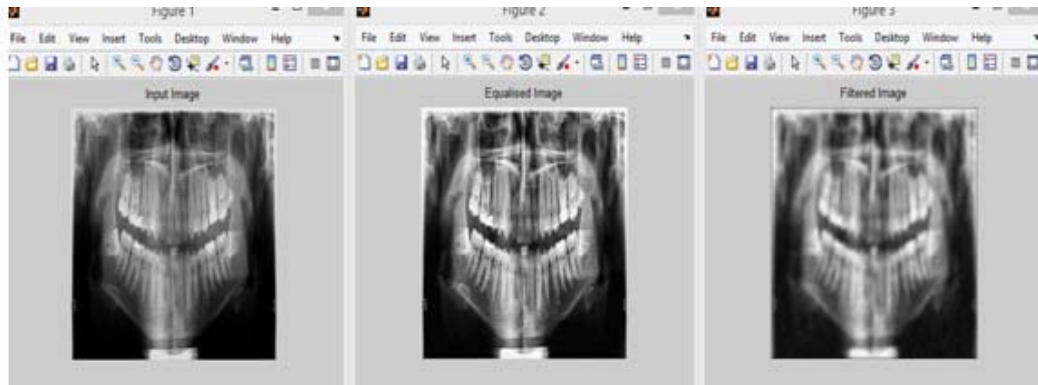 Figure 1
File Edit View Insert Tools Desktop Window Help
Input Image
Figure 2
File Edit View Insert Tools Desktop Window Help
Equalised Image
Figure 3
File Edit View Insert Tools Desktop Window Help
Filtered Image